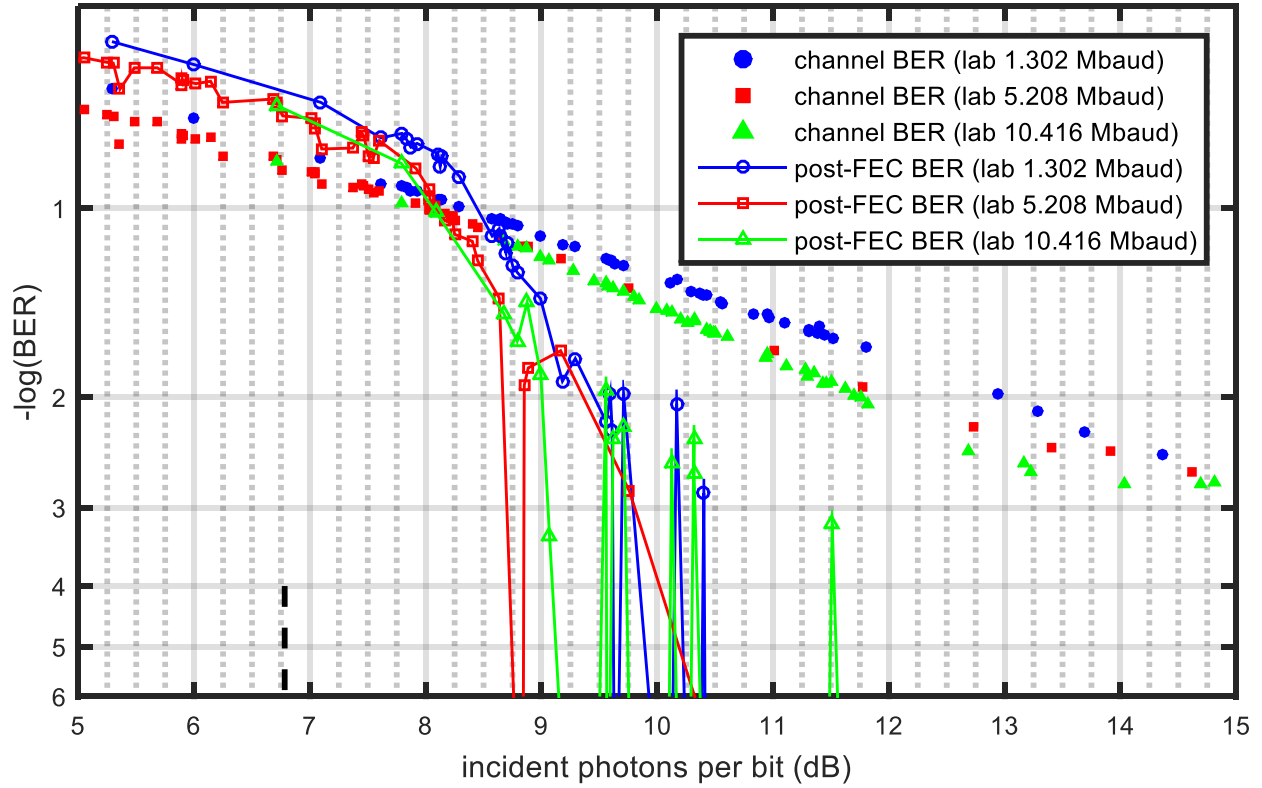 channel BER (lab 1.302 Mbaud)
channel BER (lab 5.208 Mbaud)
channel BER (lab 10.416 Mbaud)
post-FEC BER (lab 1.302 Mbaud)
post-FEC BER (lab 5.208 Mbaud)
post-FEC BER (lab 10.416 Mbaud)
-log(BER)
1
2
3
4
5
6
5 6 7 8 9 10 11 12 13 14 15
incident photons per bit (dB)